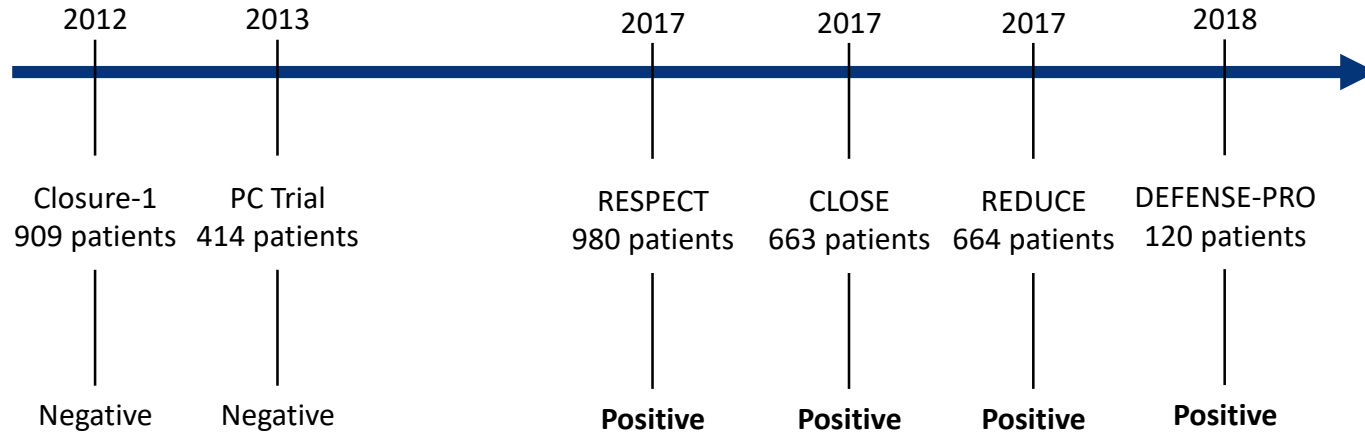 2012
2013
2017
2017
2017
2018
Closure-1
909 patients
PC Trial
414 patients
RESPECT
980 patients
CLOSE
663 patients
REDUCE
664 patients
DEFENSE-PRO
120 patients
Negative
Negative
Positive
Positive
Positive
Positive